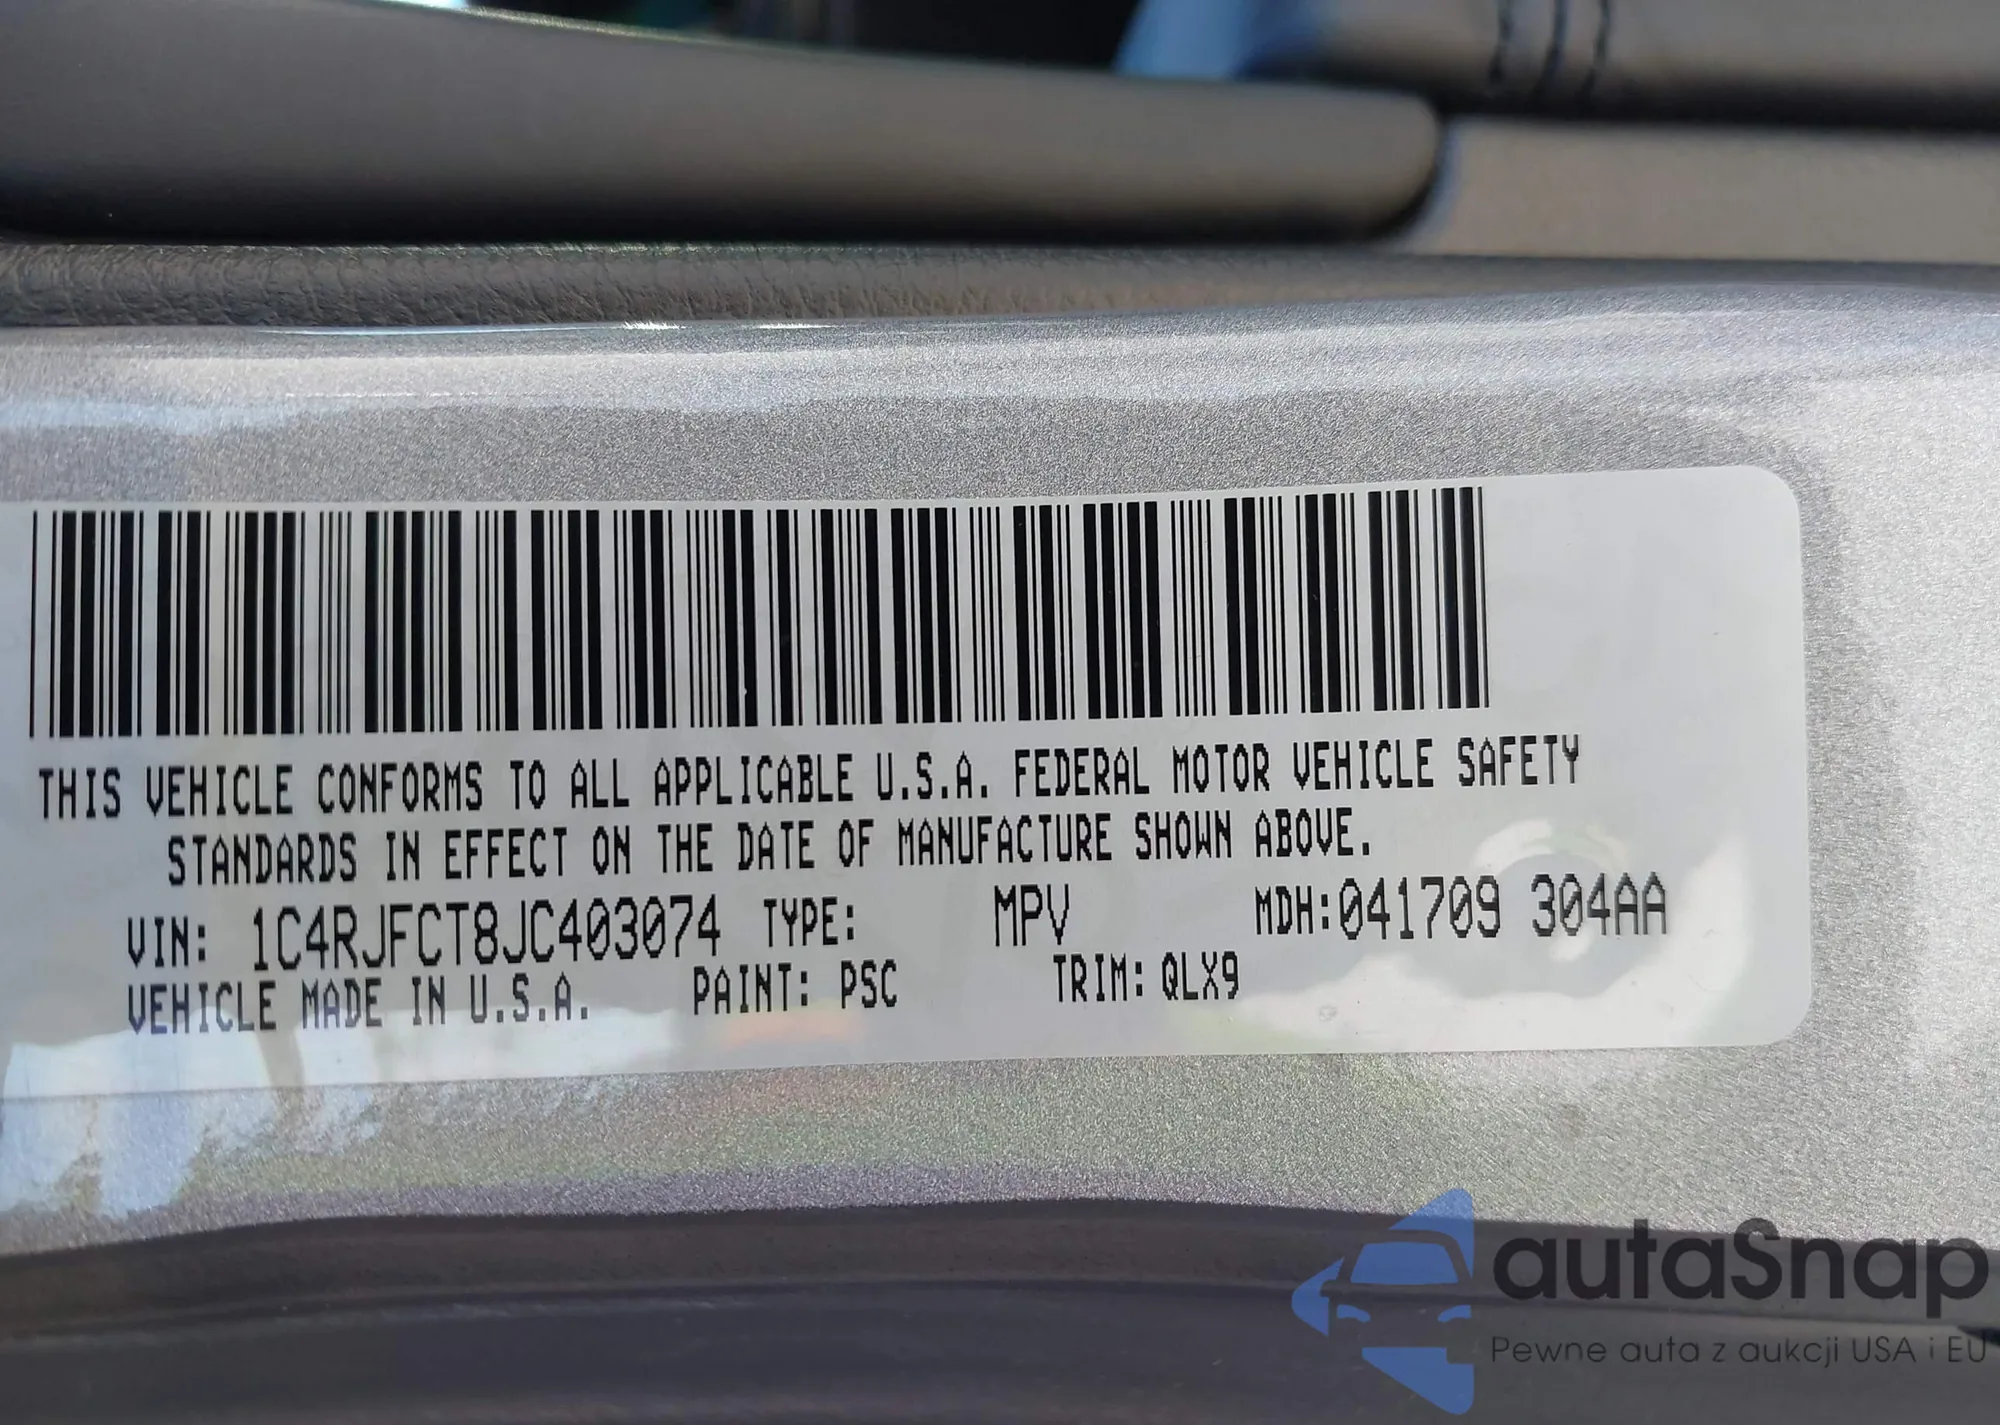 THIS VEHICLE CONFORMS TO ALL APPLICABLE U.S.A. FEDERAL MOTOR VEHICLE SAFETY
STANDARDS IN EFFECT ON THE DATE OF MANUFACTURE SHOWN ABOVE.
VIN: 1C4RJFCT8JC403074 TYPE: MPV MDH:041709 304AA
VEHICLE MADE IN U.S.A. PAINT: PSC TRIM: QLX9
autaSnap
Pewne auta z aukcji USA i EU